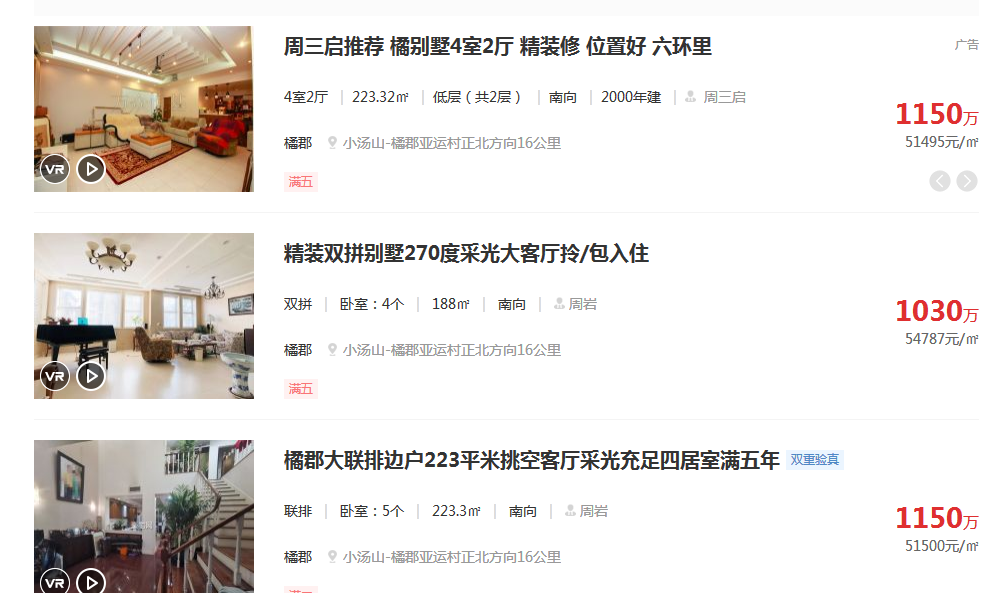 周三启推荐 橘别墅4室2厅 精装修 位置好 六环里
广告
4室2厅 | 223.32㎡ | 低层（共2层） | 南向 | 2000年建 | 周三启
1150万
橘郡 小汤山-橘郡亚运村正北方向16公里
51495元/㎡
满五
VR
精装双拼别墅270度采光大客厅拎/包入住
双拼 | 卧室：4个 | 188㎡ | 南向 | 周岩
1030万
橘郡 小汤山-橘郡亚运村正北方向16公里
54787元/㎡
满五
VR
橘郡大联排边户223平米挑空客厅采光充足四居室满五年 双重验真
联排 | 卧室：5个 | 223.3㎡ | 南向 | 周岩
1150万
橘郡 小汤山-橘郡亚运村正北方向16公里
51500元/㎡
VR